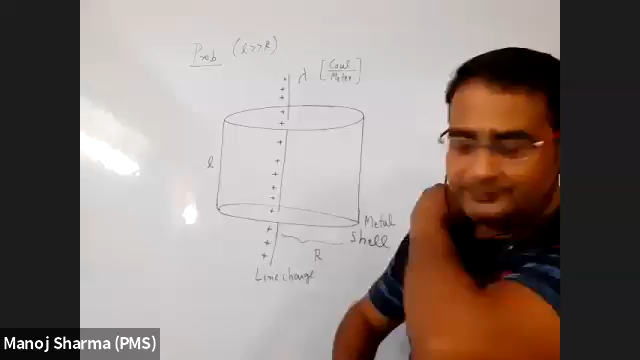 Prob (l>>R)
λ [Coul/Meter]
l
Metal
Shell
R
Line charge
Manoj Sharma (PMS)